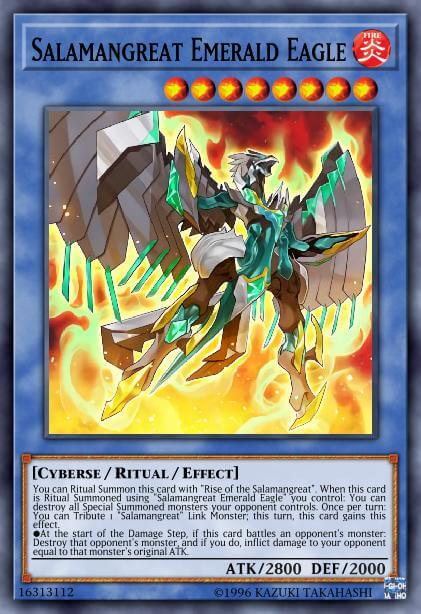 SALAMANGREAT EMERALD EAGLE
FIRE
炎
[CYBERSE / RITUAL / EFFECT]
You can Ritual Summon this card with "Rise of the Salamangreat". When this card
is Ritual Summoned using "Salamangreat Emerald Eagle" you control: You can
destroy all Special Summoned monsters your opponent controls. Once per turn:
You can Tribute 1 "Salamangreat" Link Monster; this turn, this card gains this
effect.
●At the start of the Damage Step, if this card battles an opponent's monster:
Destroy that opponent's monster, and if you do, inflict damage to your opponent
equal to that monster's original ATK.
ATK/2800 DEF/2000
16313112
©1996 KAZUKI TAKAHASHI